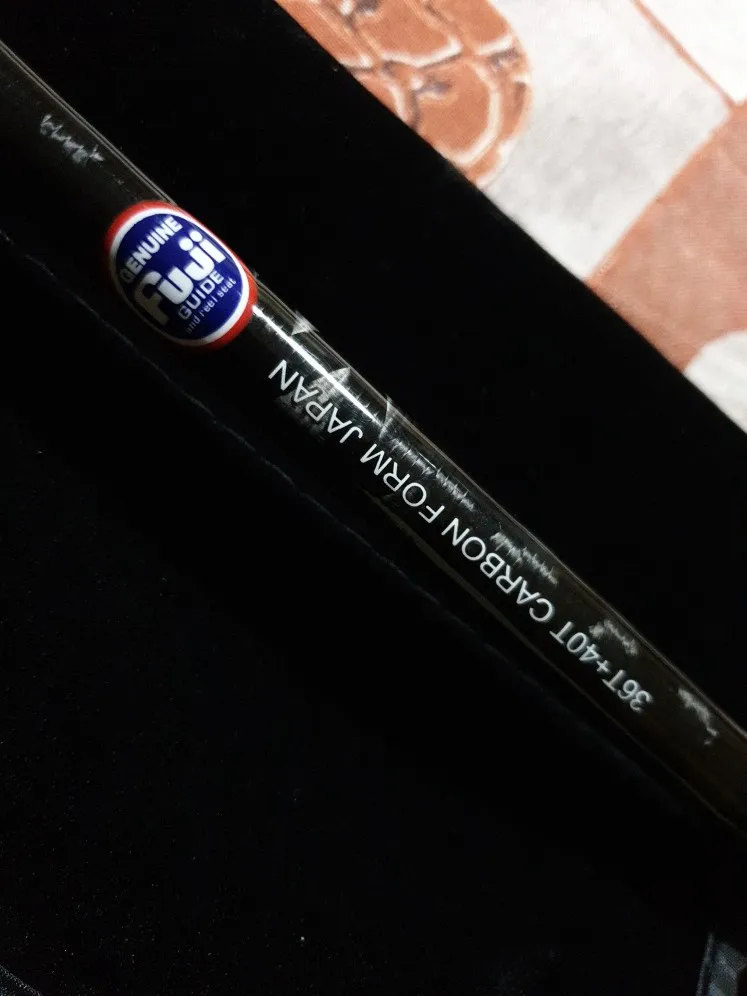 GENUINE
Fuji
GUIDE
and reel seat
36T+40T CARBON FORM JAPAN